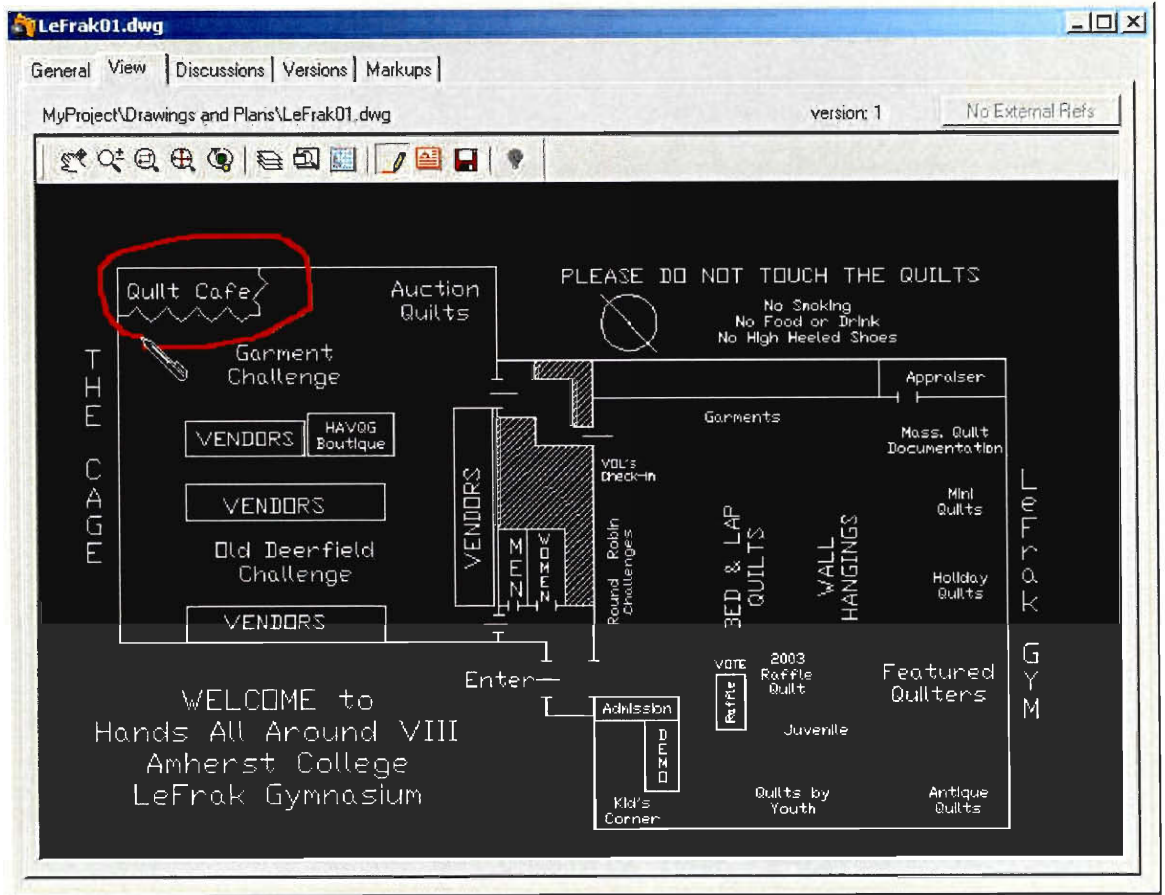 LeFrak01.dwg
General View Discussions Versions Markups
MyProject\Drawings and Plans\LeFrak01.dwg version: 1 No External Refs
Quilt Cafe
Auction
Quilts
PLEASE DO NOT TOUCH THE QUILTS
No Smoking
No Food or Drink
No High Heeled Shoes
THE CAGE
Garment
Challenge
Appraiser
Garments
VENDORS
HAVQG
Boutique
Mass. Quilt
Documentation
VOL's
Check-in
VENDORS
VENDORS
Mini
Quilts
LeFrak GYM
Old Deerfield
Challenge
MEN
WOMEN
Round Robin
Challenges
BED & LAP
QUILTS
WALL
HANGINGS
Holiday
Quilts
VENDORS
Enter
VOTE
Raffle
2003
Raffle
Quilt
Featured
Quilters
WELCOME to
Hands All Around VIII
Amherst College
LeFrak Gymnasium
Admission
DEMO
Juvenile
Kid's
Corner
Quilts by
Youth
Antique
Quilts